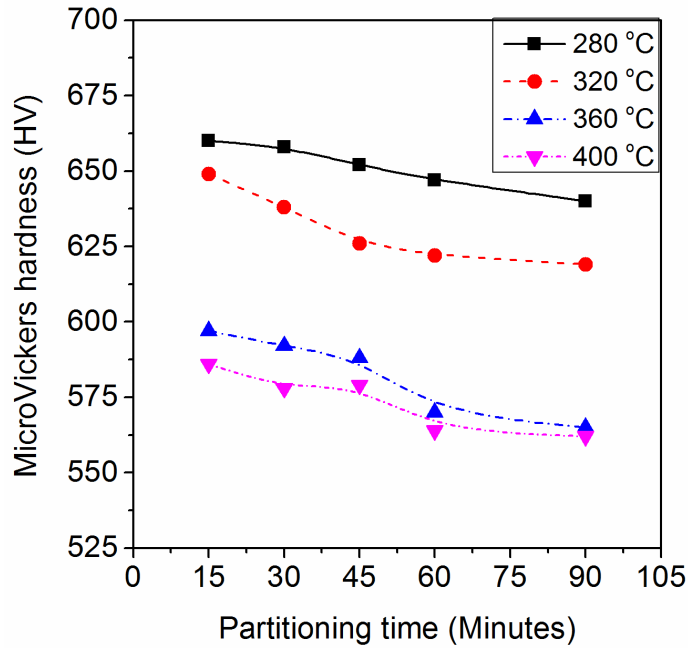 MicroVickers hardness (HV)
700
675
650
625
600
575
550
525
0 15 30 45 60 75 90 105
Partitioning time (Minutes)
280 °C
320 °C
360 °C
400 °C